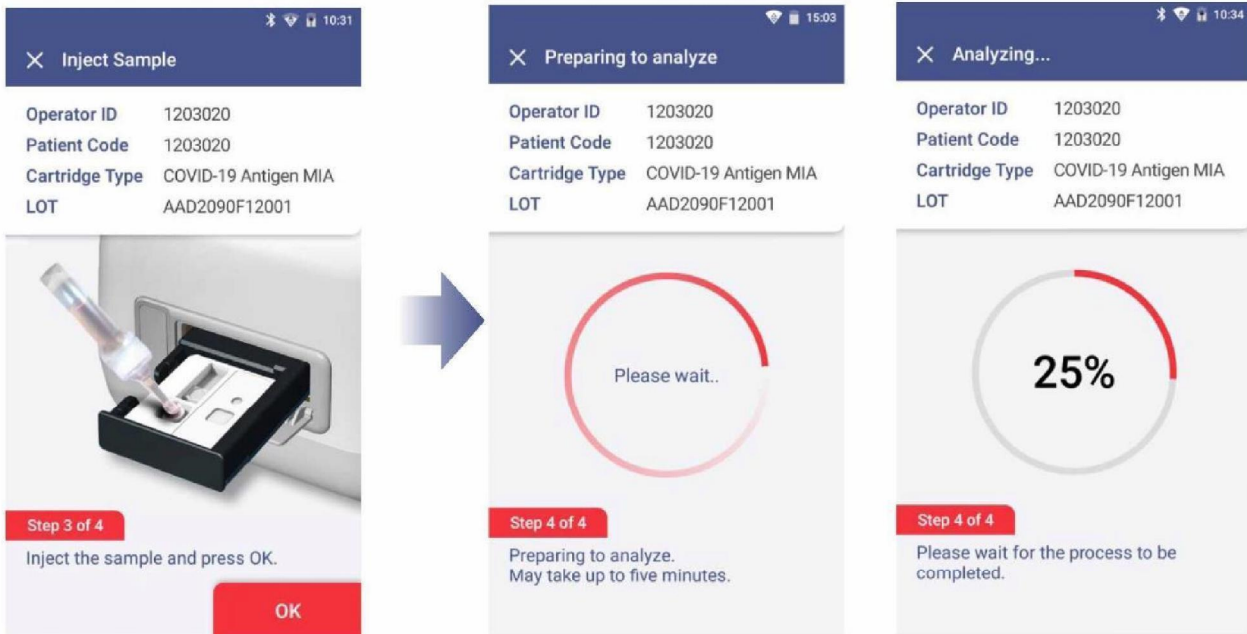 10:31
Inject Sample
Operator ID 1203020
Patient Code 1203020
Cartridge Type COVID-19 Antigen MIA
LOT AAD2090F12001
Step 3 of 4
Inject the sample and press OK.
OK
15:03
Preparing to analyze
Operator ID 1203020
Patient Code 1203020
Cartridge Type COVID-19 Antigen MIA
LOT AAD2090F12001
Please wait..
Step 4 of 4
Preparing to analyze.
May take up to five minutes.
10:34
Analyzing...
Operator ID 1203020
Patient Code 1203020
Cartridge Type COVID-19 Antigen MIA
LOT AAD2090F12001
25%
Step 4 of 4
Please wait for the process to be
completed.